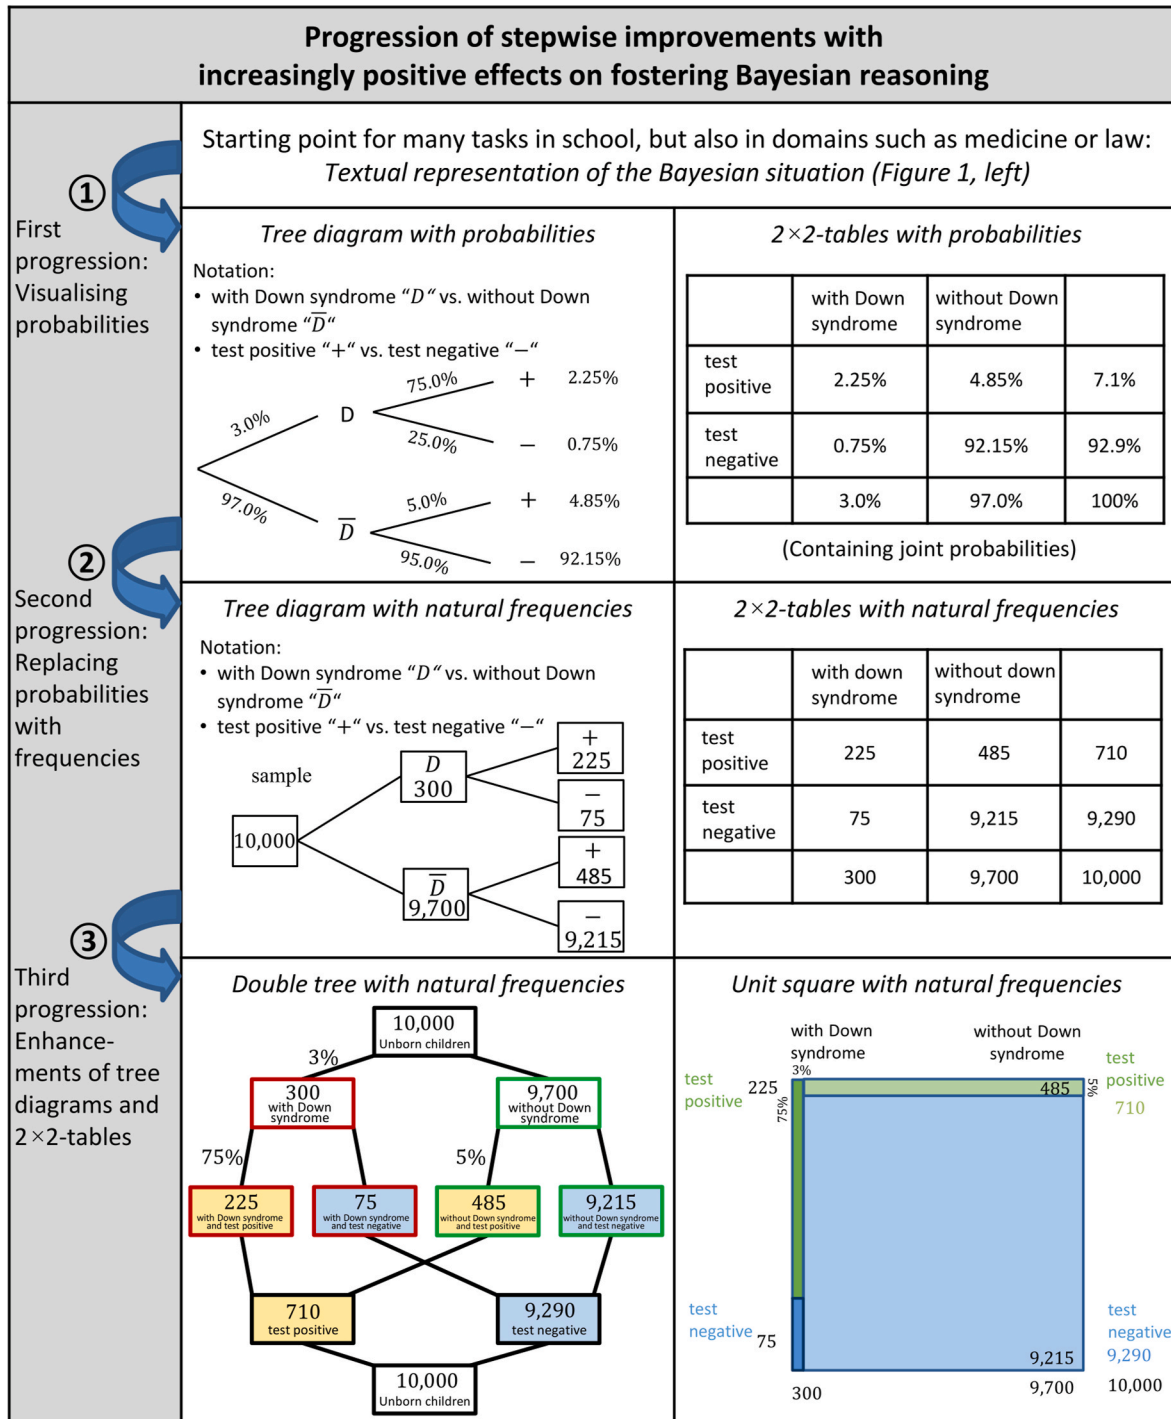 Progression of stepwise improvements with
increasingly positive effects on fostering Bayesian reasoning
Starting point for many tasks in school, but also in domains such as medicine or law:
Textual representation of the Bayesian situation (Figure 1, left)
1
First
progression:
Visualising
probabilities
Tree diagram with probabilities
Notation:
• with Down syndrome “D“ vs. without Down
syndrome “D̅“
• test positive “+“ vs. test negative “−“
3.0%
97.0%
D
D̅
75.0%
25.0%
5.0%
95.0%
+ 2.25%
− 0.75%
+ 4.85%
− 92.15%
2×2-tables with probabilities
with Down syndrome
without Down syndrome
test positive 2.25% 4.85% 7.1%
test negative 0.75% 92.15% 92.9%
3.0% 97.0% 100%
(Containing joint probabilities)
2
Second
progression:
Replacing
probabilities
with
frequencies
Tree diagram with natural frequencies
Notation:
• with Down syndrome “D“ vs. without Down
syndrome “D̅“
• test positive “+“ vs. test negative “−“
sample
10,000
D
300
D̅
9,700
+
225
−
75
+
485
−
9,215
2×2-tables with natural frequencies
with down syndrome
without down syndrome
test positive 225 485 710
test negative 75 9,215 9,290
300 9,700 10,000
3
Third
progression:
Enhance-
ments of tree
diagrams and
2×2-tables
Double tree with natural frequencies
10,000
Unborn children
3%
300
with Down
syndrome
9,700
without Down
syndrome
75%
5%
225
with Down syndrome
and test positive
75
with Down syndrome
and test negative
485
without Down syndrome
and test positive
9,215
without Down syndrome
and test negative
710
test positive
9,290
test negative
10,000
Unborn children
Unit square with natural frequencies
with Down
syndrome
without Down
syndrome
3%
test
positive
225
75%
485
5%
test
positive
710
test
negative
75
9,215
test
negative
9,290
300
9,700
10,000